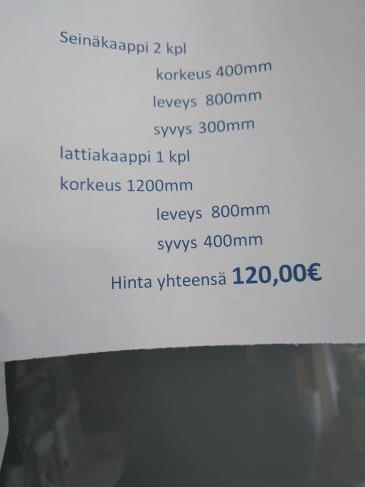 Seinäkaappi 2 kpl
korkeus 400mm
leveys 800mm
syvys 300mm
lattiakaappi 1 kpl
korkeus 1200mm
leveys 800mm
syvys 400mm
Hinta yhteensä 120,00€